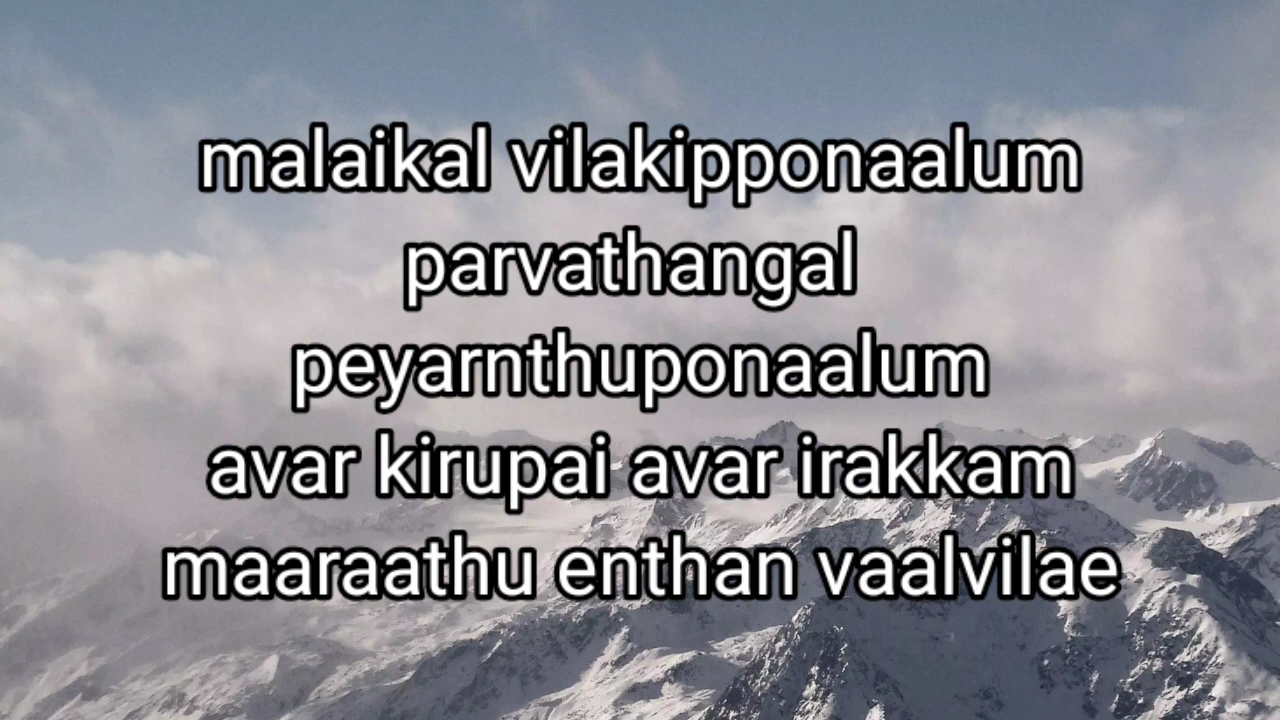 malaikal vilakipponaalum
parvathangal
peyarnthuponaalum
avar kirupai avar irakkam
maaraathu enthan vaalvilae